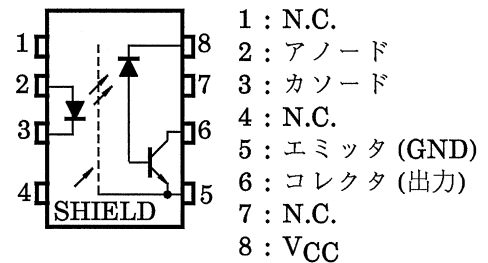 1
2
3
4
8
7
6
5
SHIELD
1 : N.C.
2 : アノード
3 : カソード
4 : N.C.
5 : エミッタ (GND)
6 : コレクタ (出力)
7 : N.C.
8 : VCC